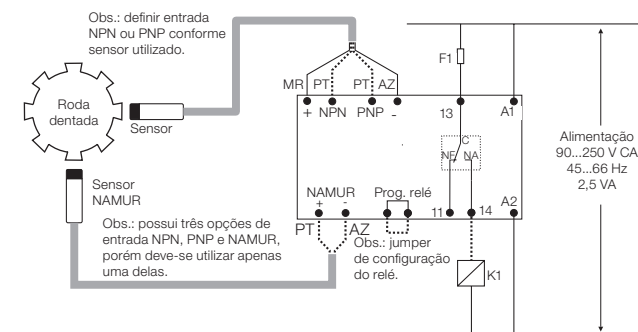 Obs.: definir entrada
NPN ou PNP conforme
sensor utilizado.
Roda
dentada
Sensor
Sensor
NAMUR
Obs.: possui três opções de
entrada NPN, PNP e NAMUR,
porém deve-se utilizar apenas
uma delas.
MR PT PT AZ
+ NPN PNP -
F1
13 A1
C
NF NA
NAMUR Prog. relé
+ -
11 14 A2
PT AZ
Obs.: jumper
de configuração
do relé.
K1
Alimentação
90...250 V CA
45...66 Hz
2,5 VA